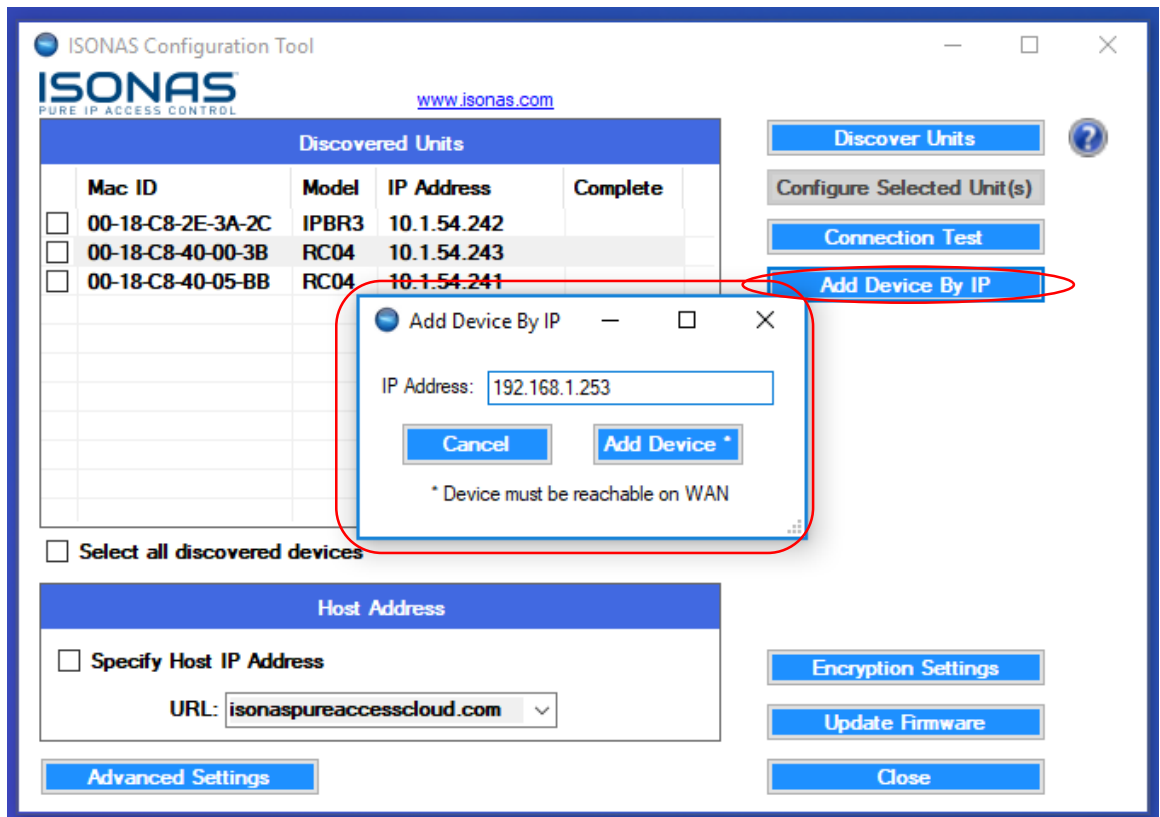 ISONAS Configuration Tool
ISONAS
PURE IP ACCESS CONTROL
www.isonas.com
Discovered Units
Mac ID Model IP Address Complete
00-18-C8-2E-3A-2C IPBR3 10.1.54.242
00-18-C8-40-00-3B RC04 10.1.54.243
00-18-C8-40-05-BB RC04 10.1.54.241
Select all discovered devices
Discover Units
?
Configure Selected Unit(s)
Connection Test
Add Device By IP
Add Device By IP
IP Address: 192.168.1.253
Cancel Add Device *
* Device must be reachable on WAN
Host Address
Specify Host IP Address
URL: isonaspureaccesscloud.com
Encryption Settings
Update Firmware
Advanced Settings
Close